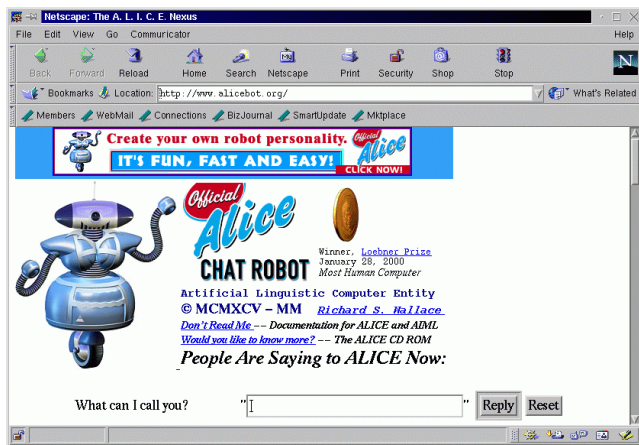 Netscape: The A. L. I. C. E. Nexus
File Edit View Go Communicator Help
Back Forward Reload Home Search Netscape Print Security Shop Stop
My
N
Bookmarks Location: http://www.alicebot.org/ What's Related
Members WebMail Connections BizJournal SmartUpdate Mktplace
Create your own robot personality.
IT'S FUN, FAST AND EASY!
Official
Alice
CLICK NOW!
Official
Alice
CHAT ROBOT
Winner, Loebner Prize
January 28, 2000
Most Human Computer
Artificial Linguistic Computer Entity
© MCMXCV – MM Richard S. Wallace
Don't Read Me –– Documentation for ALICE and AIML
Would you like to know more? –– The ALICE CD ROM
People Are Saying to ALICE Now:
What can I call you? " " Reply Reset